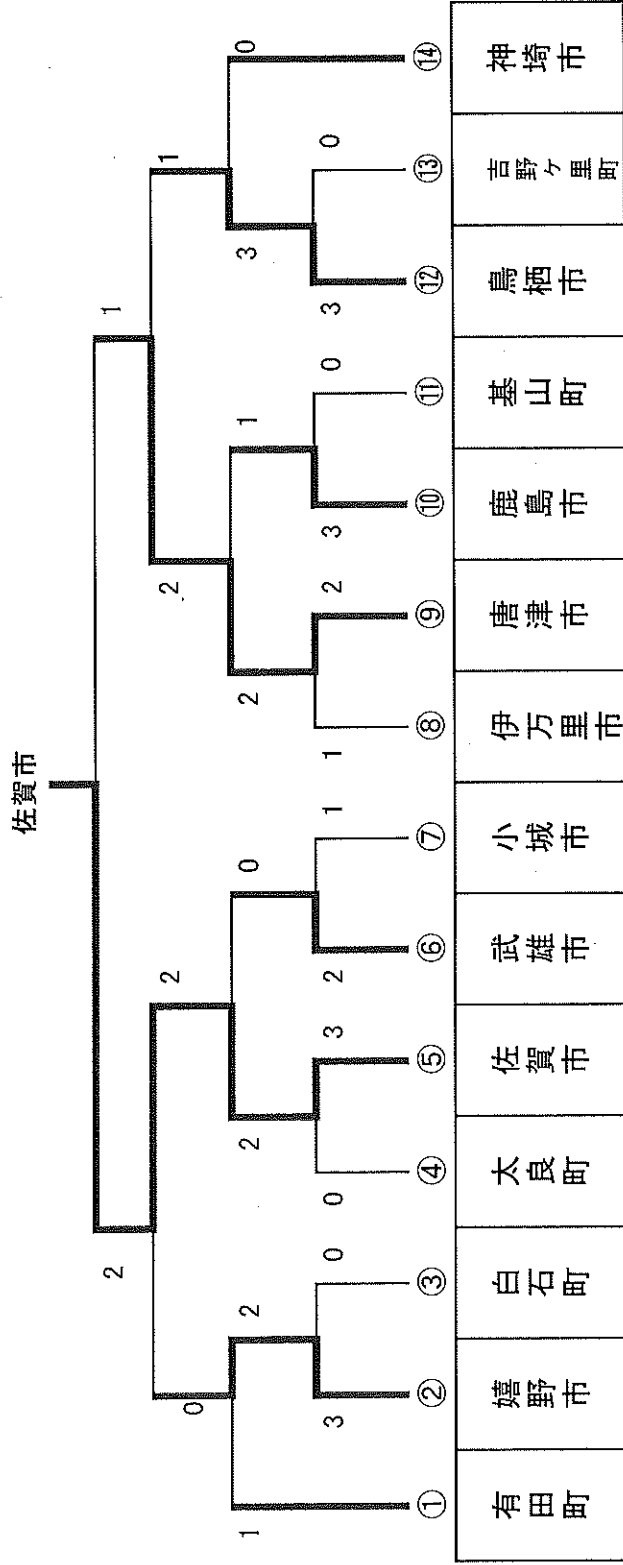 佐賀市
2 1
0 2 2 1
1 2 2 0 2 1 3 0
3 0 0 3 2 1 1 2 3 0 3 0
① ② ③ ④ ⑤ ⑥ ⑦ ⑧ ⑨ ⑩ ⑪ ⑫ ⑬ ⑭
有田町
嬉野市
白石町
太良町
佐賀市
武雄市
小城市
伊万里市
唐津市
鹿島市
基山町
鳥栖市
吉野ヶ里町
神埼市